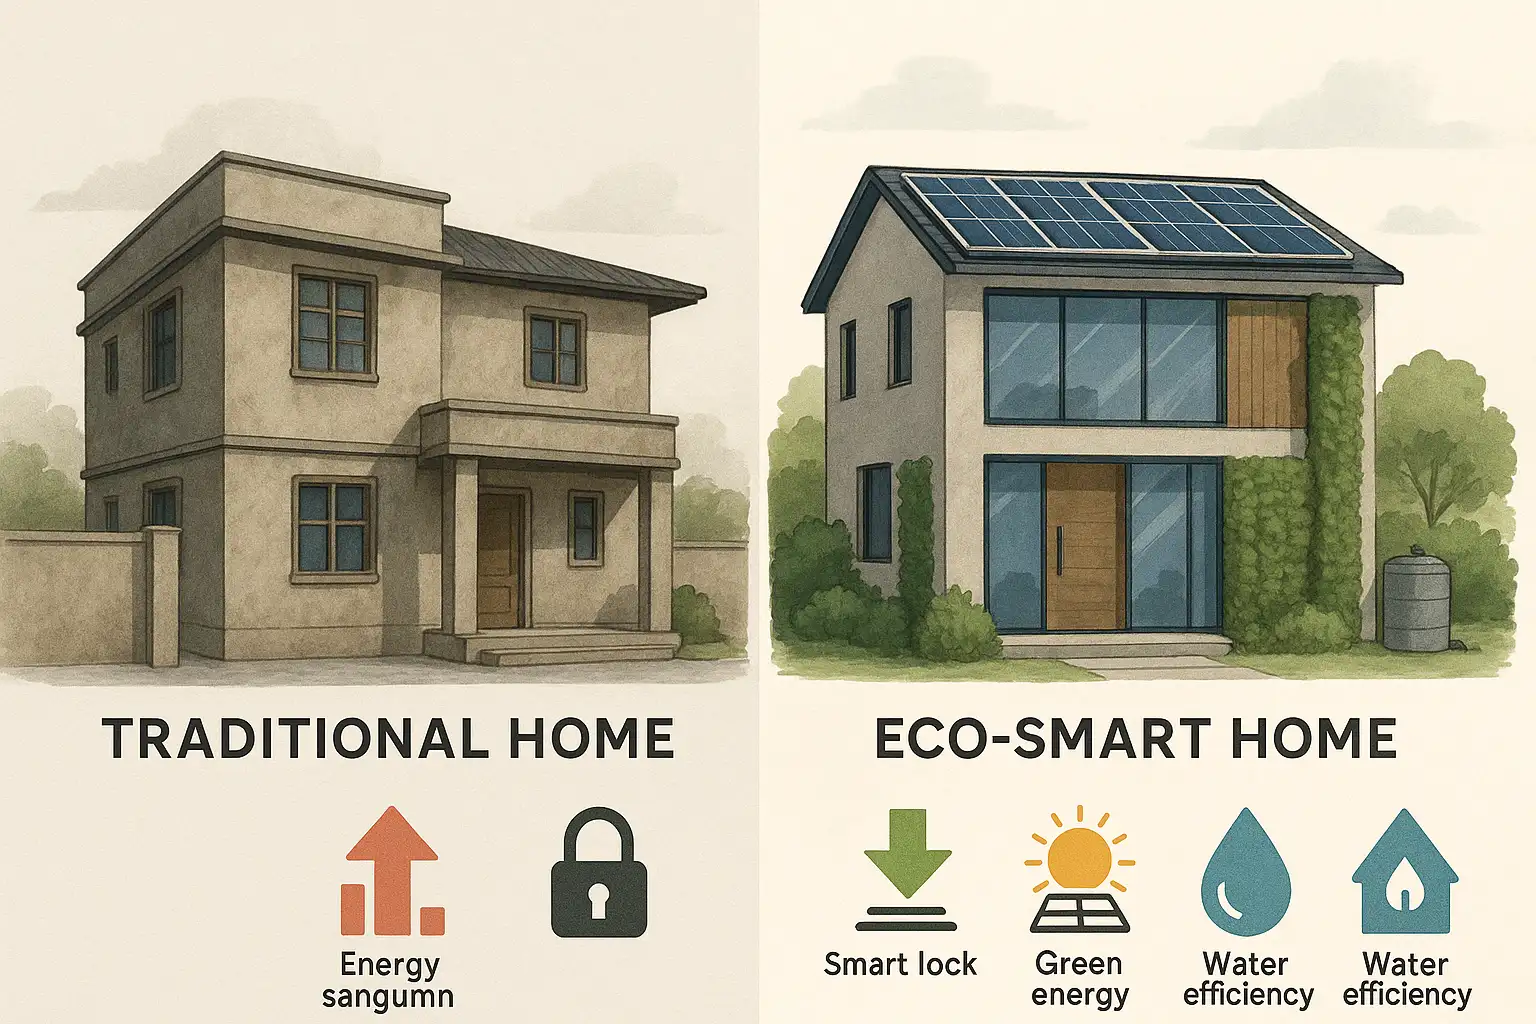 TRADITIONAL HOME
Energy
sangumn
ECO-SMART HOME
Smart lock
Green
energy
Water
efficiency
Water
efficiency